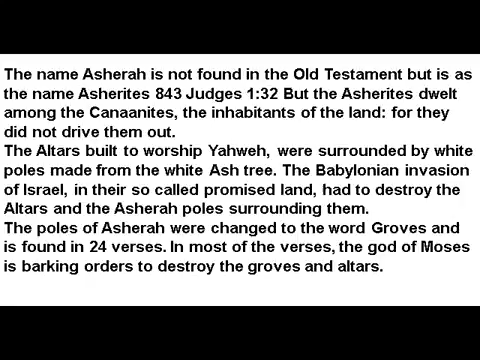 The name Asherah is not found in the Old Testament but is as
the name Asherites 843 Judges 1:32 But the Asherites dwelt
among the Canaanites, the inhabitants of the land: for they
did not drive them out.
The Altars built to worship Yahweh, were surrounded by white
poles made from the white Ash tree. The Babylonian invasion
of Israel, in their so called promised land, had to destroy the
Altars and the Asherah poles surrounding them.
The poles of Asherah were changed to the word Groves and
is found in 24 verses. In most of the verses, the god of Moses
is barking orders to destroy the groves and altars.